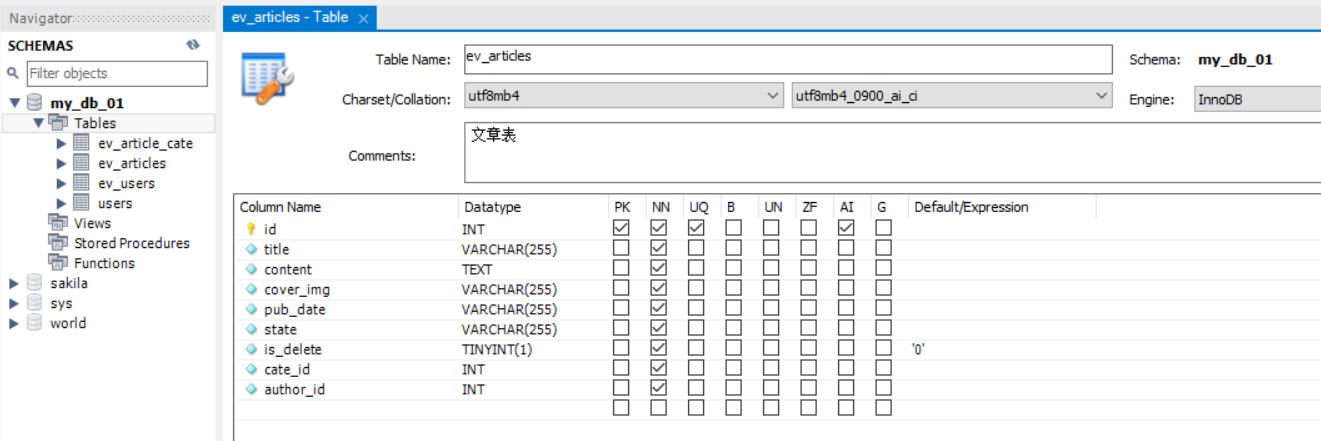 Navigator
SCHEMAS
Filter objects
my_db_01
Tables
ev_article_cate
ev_articles
ev_users
users
Views
Stored Procedures
Functions
sakila
sys
world
ev_articles - Table ×
Table Name: ev_articles Schema: my_db_01
Charset/Collation: utf8mb4 utf8mb4_0900_ai_ci Engine: InnoDB
Comments: 文章表
Column Name Datatype PK NN UQ B UN ZF AI G Default/Expression
id INT
title VARCHAR(255)
content TEXT
cover_img VARCHAR(255)
pub_date VARCHAR(255)
state VARCHAR(255)
is_delete TINYINT(1) '0'
cate_id INT
author_id INT